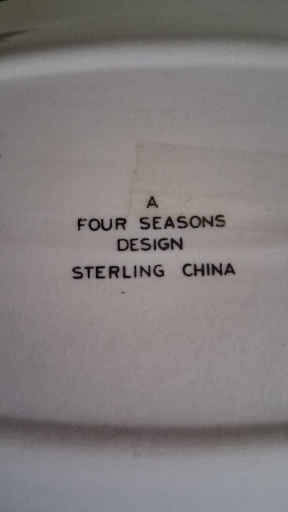 A
FOUR SEASONS
DESIGN
STERLING CHINA